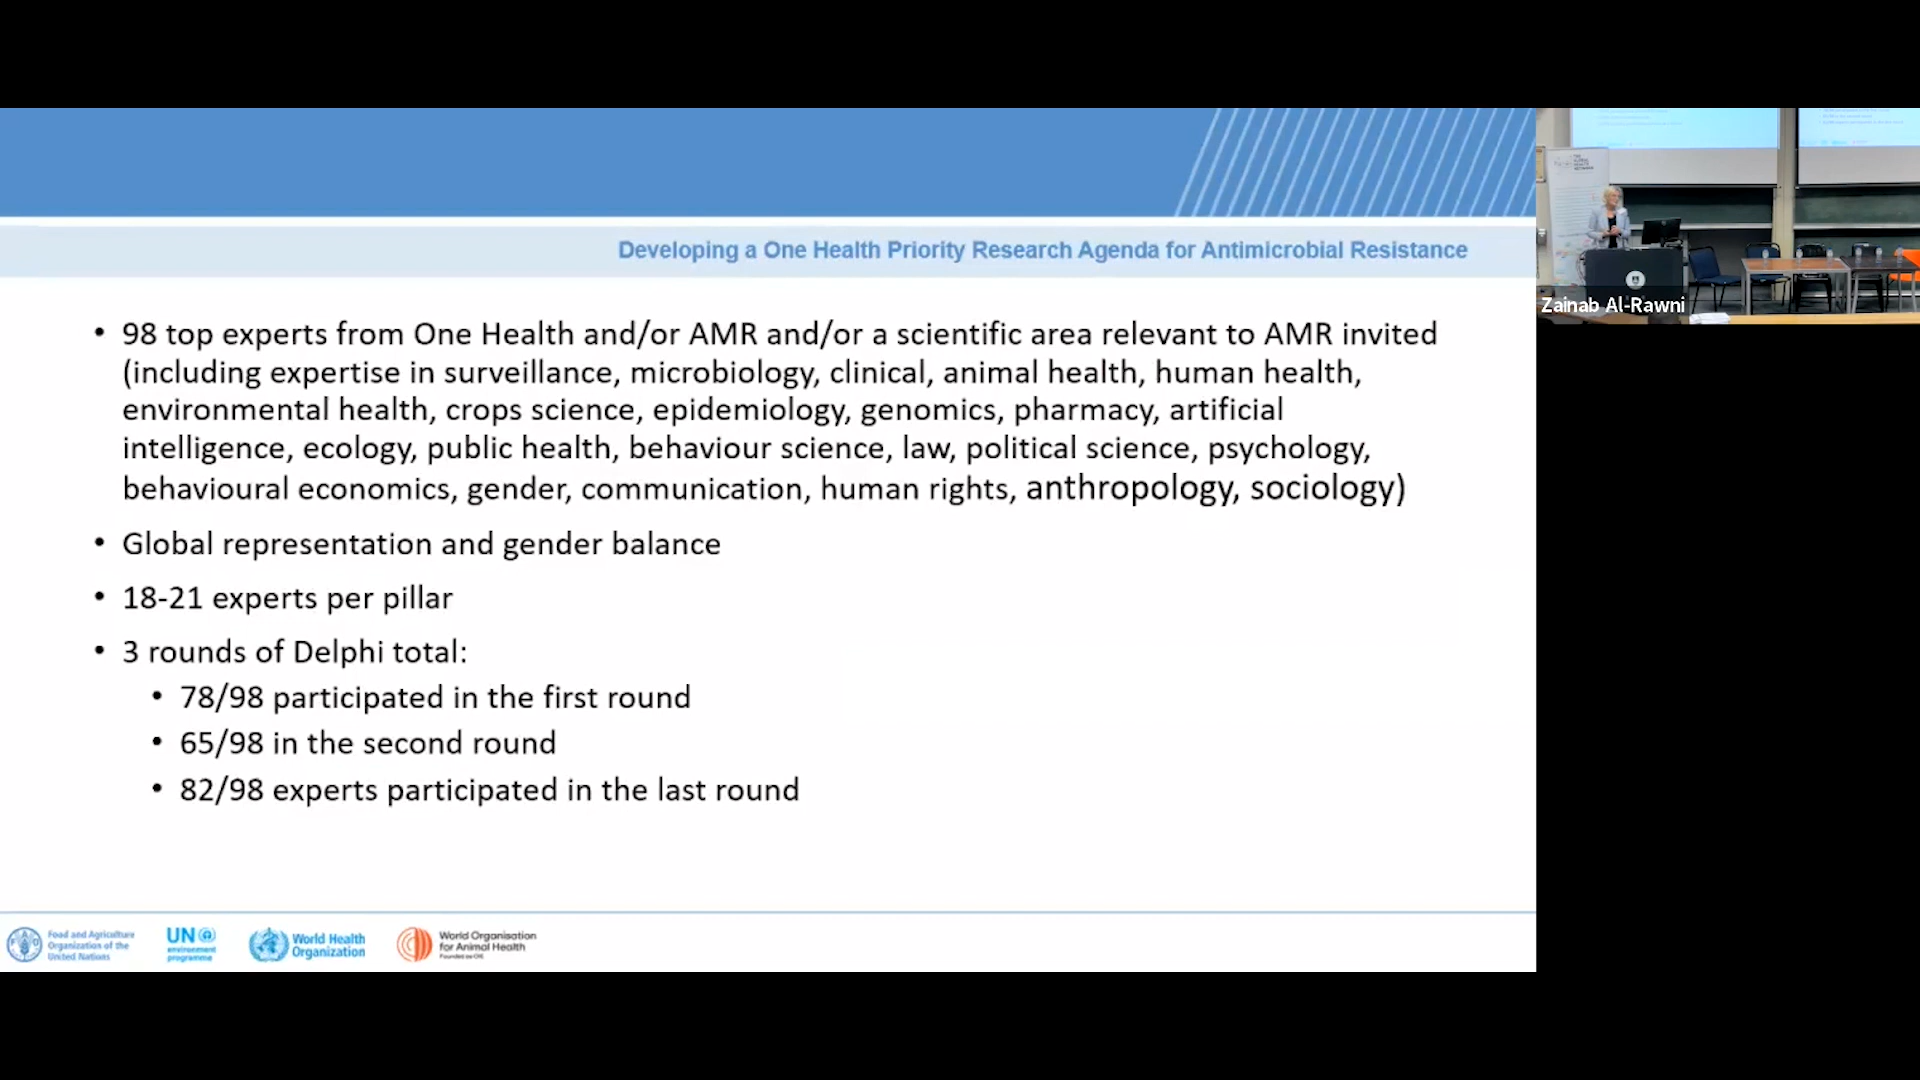 Developing a One Health Priority Research Agenda for Antimicrobial Resistance
• 98 top experts from One Health and/or AMR and/or a scientific area relevant to AMR invited
(including expertise in surveillance, microbiology, clinical, animal health, human health,
environmental health, crops science, epidemiology, genomics, pharmacy, artificial
intelligence, ecology, public health, behaviour science, law, political science, psychology,
behavioural economics, gender, communication, human rights, anthropology, sociology)
• Global representation and gender balance
• 18-21 experts per pillar
• 3 rounds of Delphi total:
• 78/98 participated in the first round
• 65/98 in the second round
• 82/98 experts participated in the last round
Food and Agriculture
Organization of the
United Nations
UN
environment
programme
World Health
Organization
World Organisation
for Animal Health
Founded as OIE
Zainab Al-Rawni